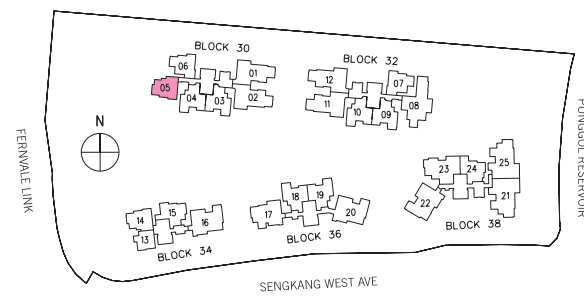 BLOCK 30
BLOCK 32
06
01
05
04
03
02
12
07
11
10
09
08
N
FERNVALE LINK
PUNGGOL RESERVOIR
25
23
24
22
21
18
19
17
20
14
15
16
13
BLOCK 34
BLOCK 36
BLOCK 38
SENGKANG WEST AVE